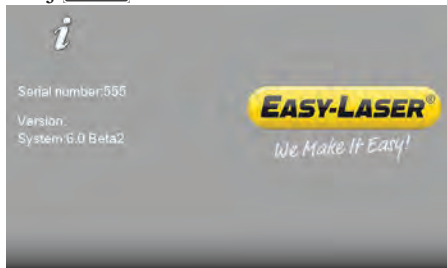 i
Serial number:555
Version:
System:6.0 Beta2
EASY-LASER®
We Make It Easy!